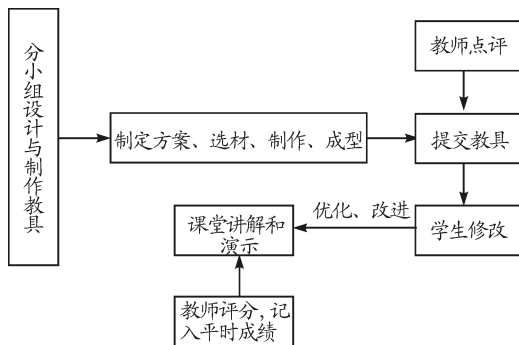 分小组设计与制作教具
教师点评
制定方案、选材、制作、成型
提交教具
优化、改进
课堂讲解和
演示
学生修改
教师评分,记
入平时成绩